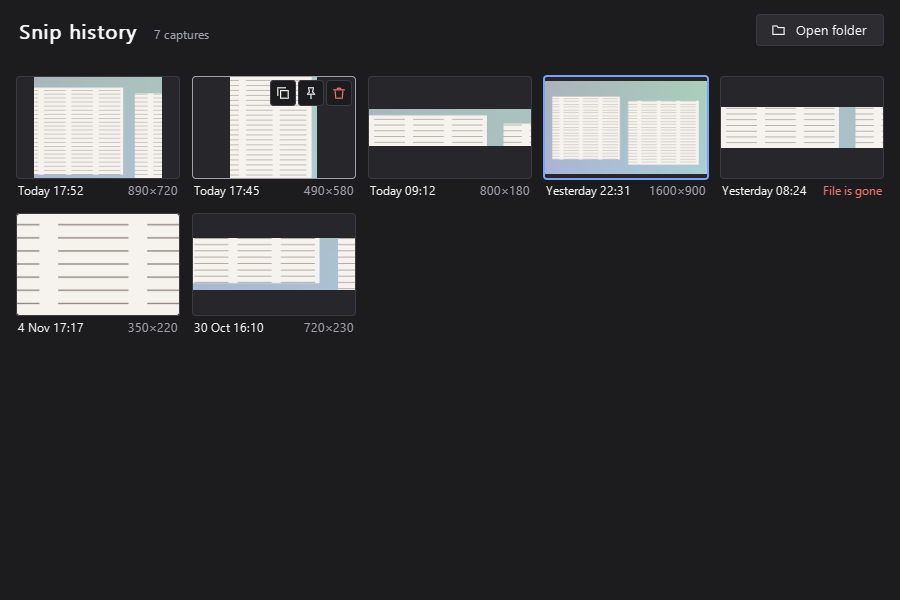 Snip history
7 captures
Open folder
Today 17:52
890×720
Today 17:45
490×580
Today 09:12
800×180
Yesterday 22:31
1600×900
Yesterday 08:24
File is gone
4 Nov 17:17
350×220
30 Oct 16:10
720×230